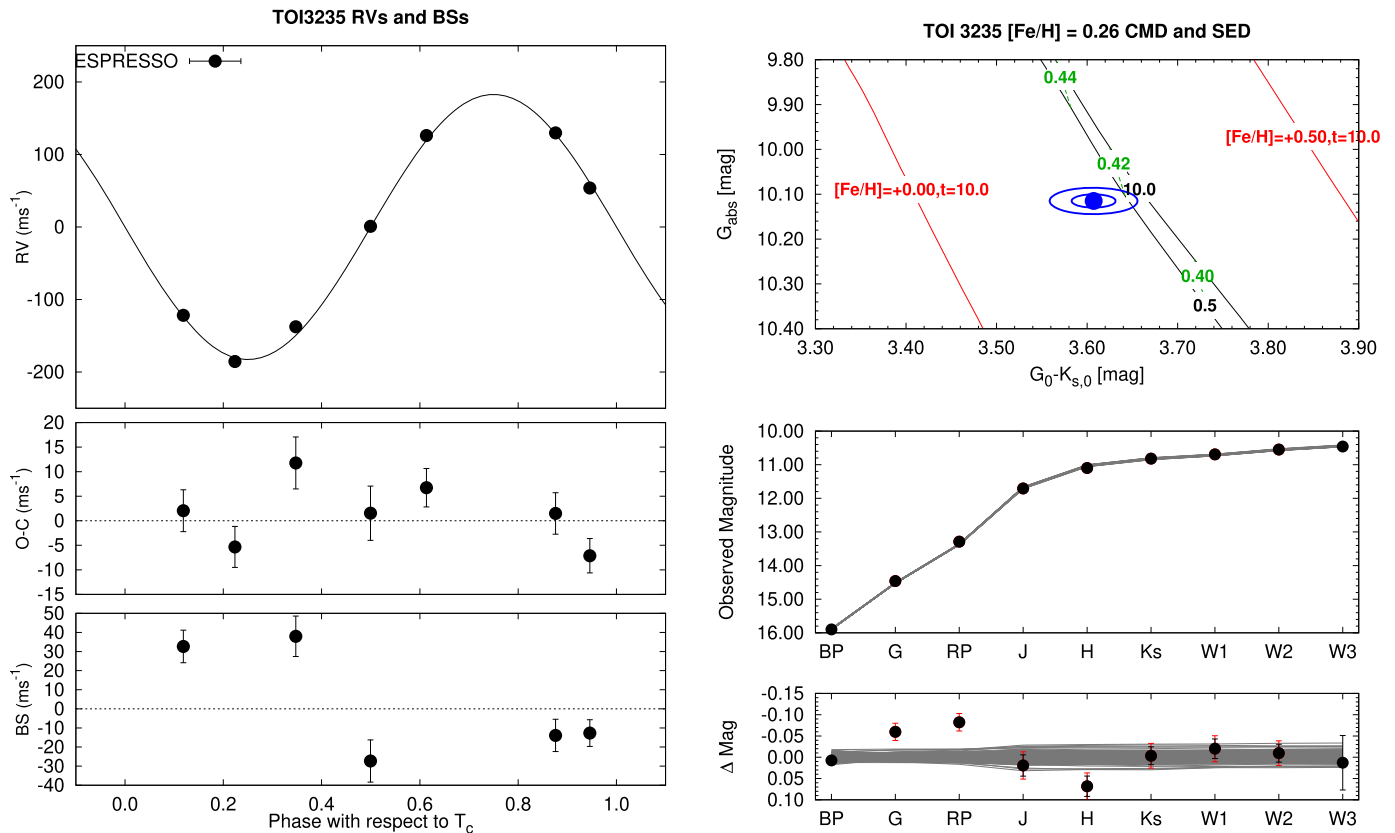 TOI3235 RVs and BSs
ESPRESSO
RV (ms-1)
200
100
0
-100
-200
O-C (ms-1)
20
15
10
5
0
-5
-10
-15
BS (ms-1)
50
40
30
20
10
0
-10
-20
-30
-40
0.0 0.2 0.4 0.6 0.8 1.0
Phase with respect to Tc
TOI 3235 [Fe/H] = 0.26 CMD and SED
Gabs [mag]
9.80
9.90
10.00
10.10
10.20
10.30
10.40
0.44
[Fe/H]=+0.50,t=10.0
0.42
[Fe/H]=+0.00,t=10.0
10.0
0.40
0.5
3.30 3.40 3.50 3.60 3.70 3.80 3.90
G0-Ks,0 [mag]
Observed Magnitude
10.00
11.00
12.00
13.00
14.00
15.00
16.00
BP G RP J H Ks W1 W2 W3
Δ Mag
-0.15
-0.10
-0.05
0.00
0.05
0.10
BP G RP J H Ks W1 W2 W3